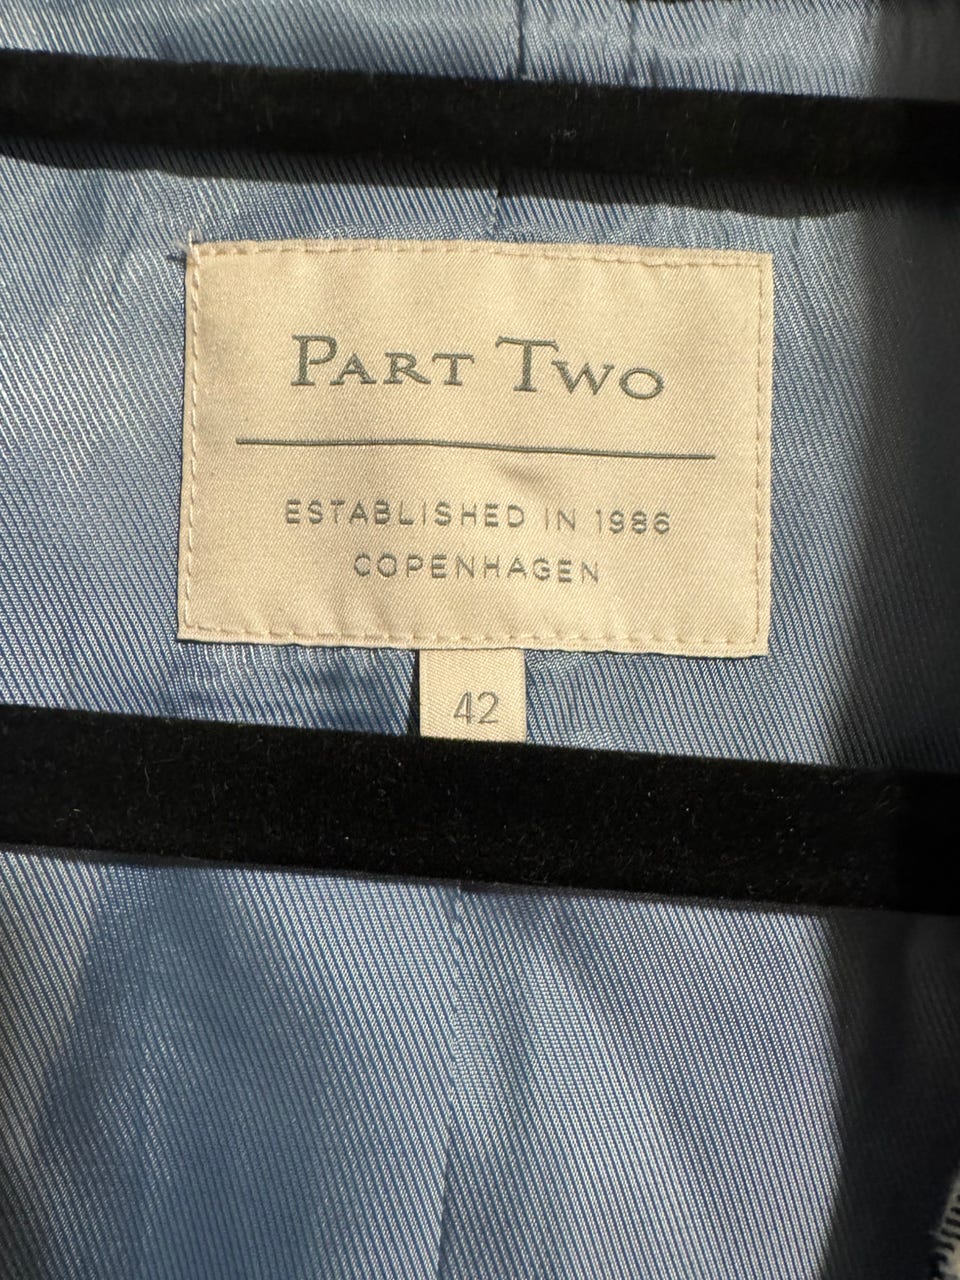 PART TWO
ESTABLISHED IN 1986
COPENHAGEN
42